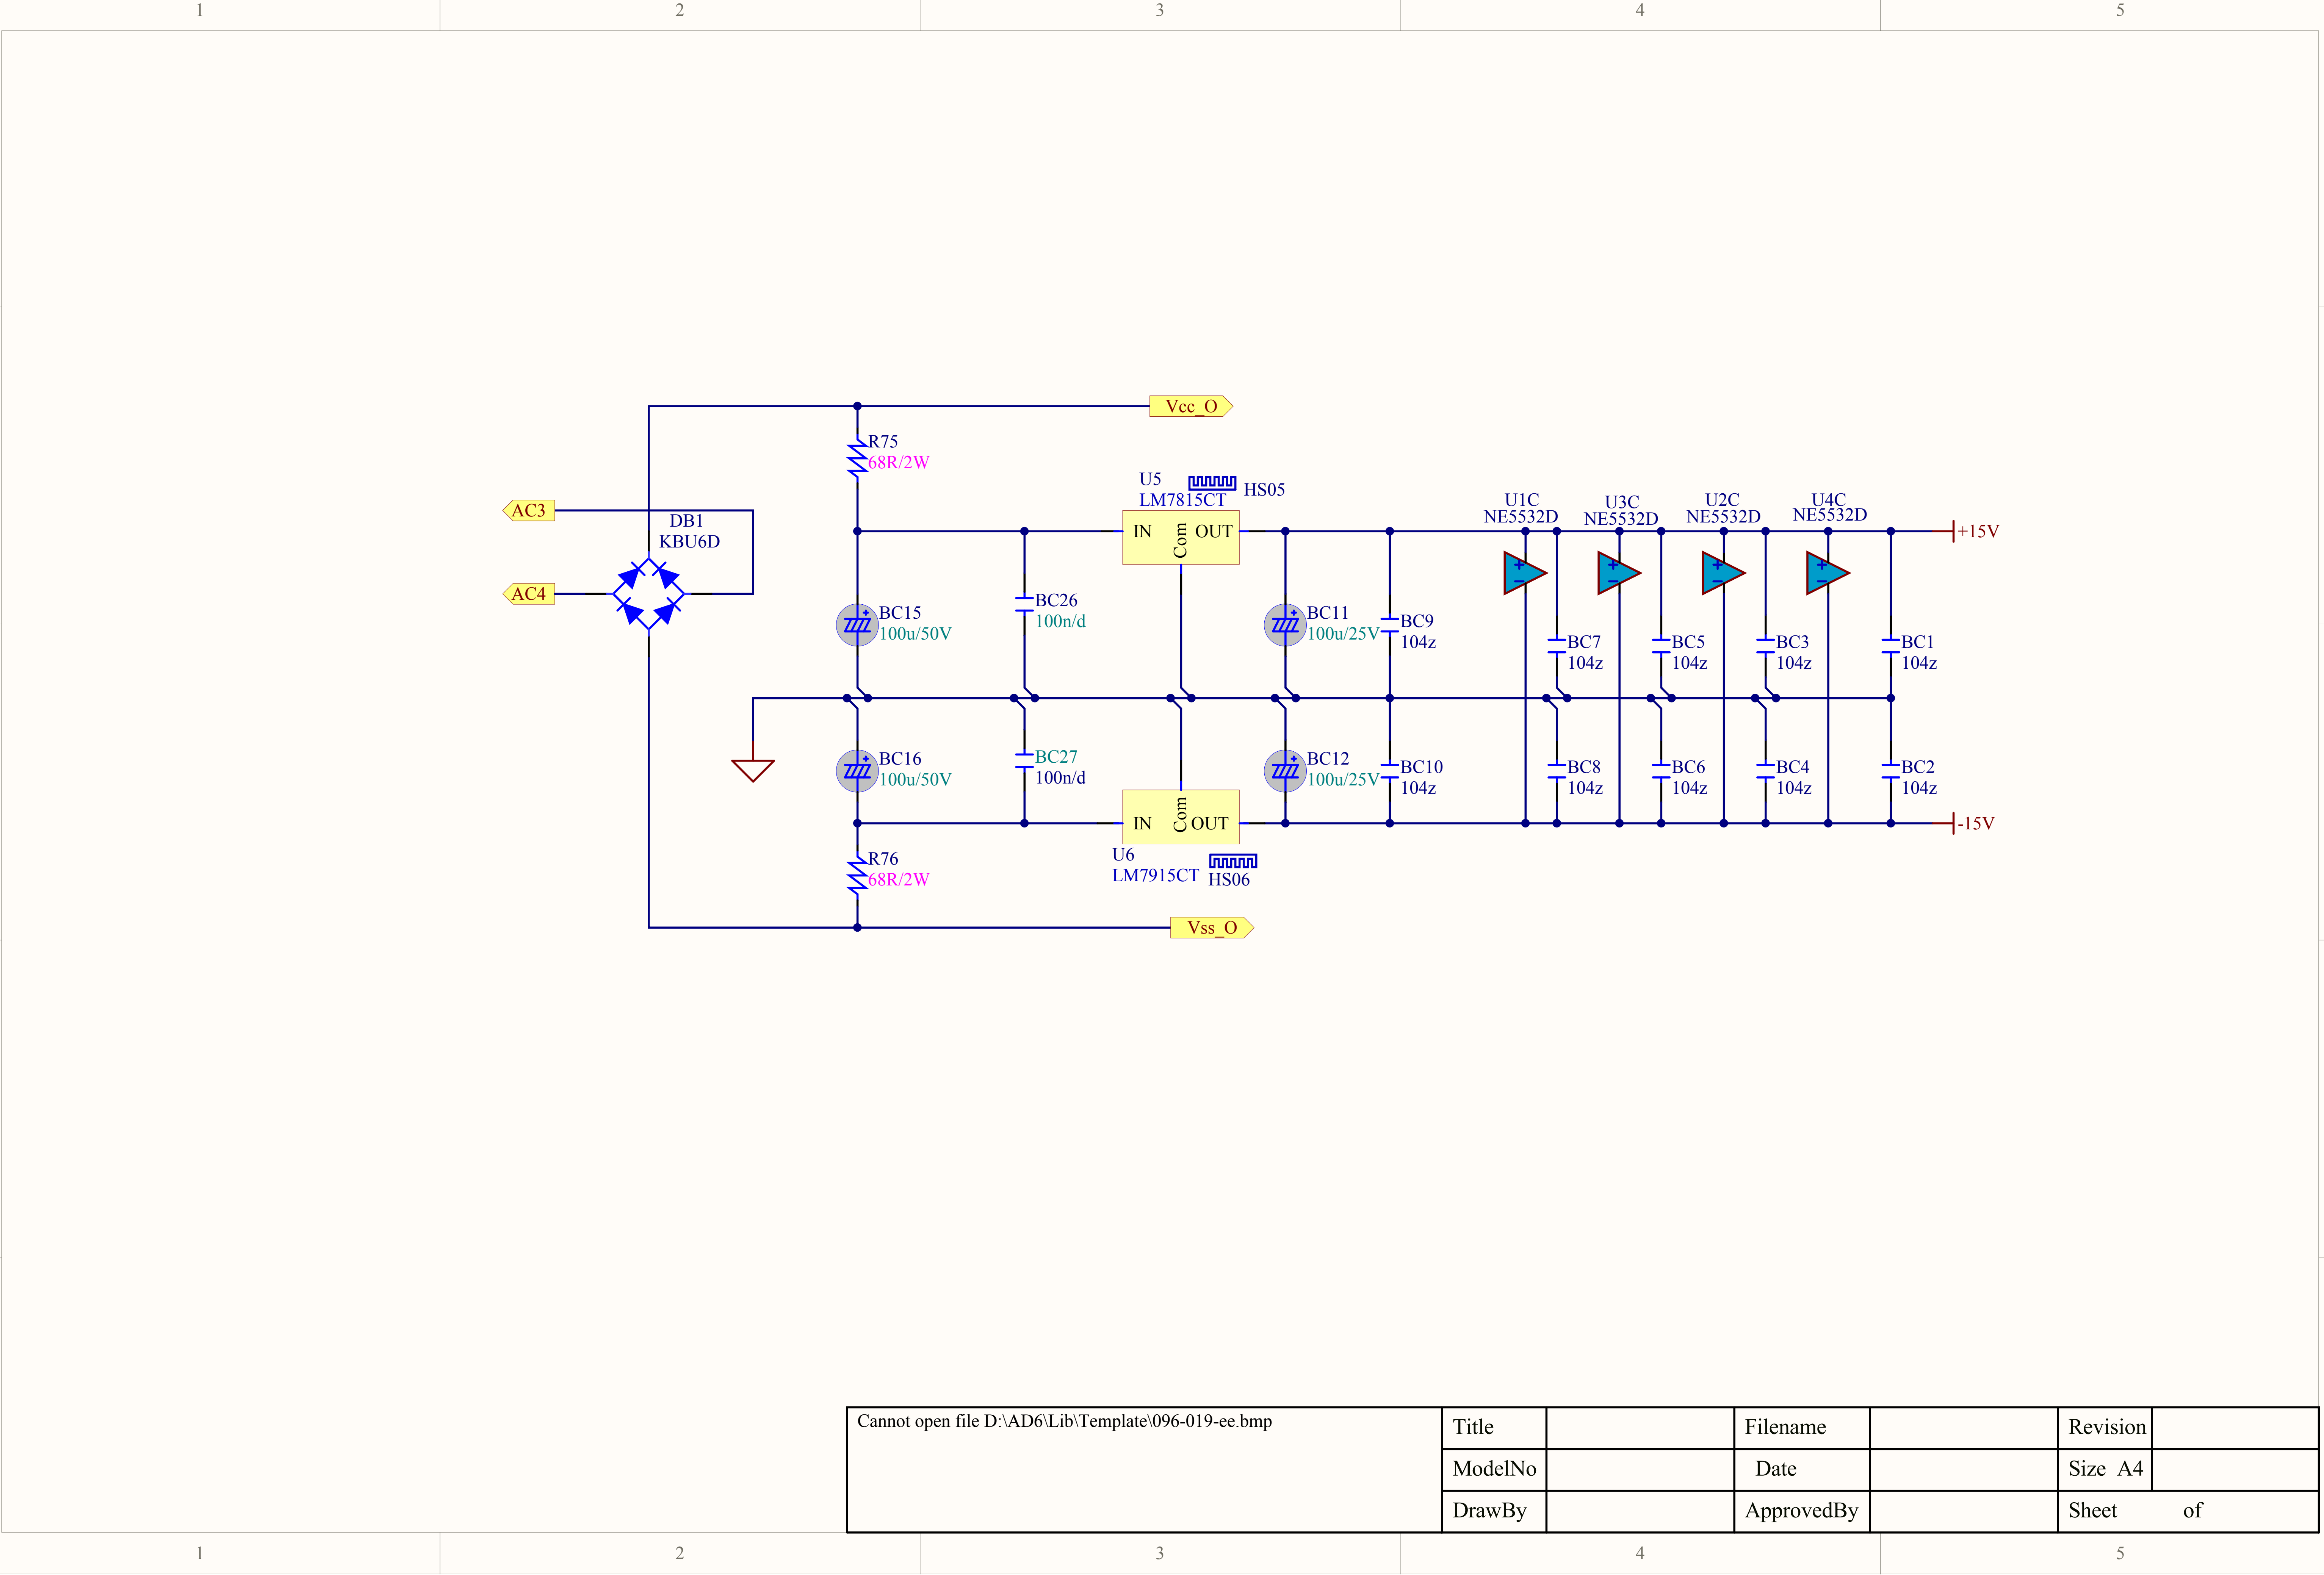 1 2 3 4 5
Vcc_O
R75
68R/2W
U5
LM7815CT
HS05
AC3
DB1
KBU6D
AC4
IN Com OUT
U1C
NE5532D
U3C
NE5532D
U2C
NE5532D
U4C
NE5532D
+15V
BC15
100u/50V
BC26
100n/d
BC11
100u/25V
BC9
104z
BC7
104z
BC5
104z
BC3
104z
BC1
104z
BC16
100u/50V
BC27
100n/d
BC12
100u/25V
BC10
104z
BC8
104z
BC6
104z
BC4
104z
BC2
104z
IN Com OUT
-15V
R76
68R/2W
U6
LM7915CT
HS06
Vss_O
Cannot open file D:\AD6\Lib\Template\096-019-ee.bmp
Title Filename Revision
ModelNo Date Size A4
DrawBy ApprovedBy Sheet of
1 2 3 4 5